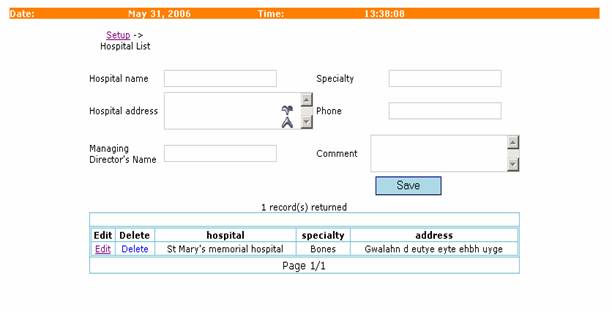 Date: May 31, 2006 Time: 13:38:08
Setup ->
Hospital List
Hospital name Specialty
Hospital address Phone
Managing
Director's Name Comment
Save
1 record(s) returned
Edit Delete hospital specialty address
Edit Delete St Mary's memorial hospital Bones Gwalahn d eutye eyte ehbh uyge
Page 1/1